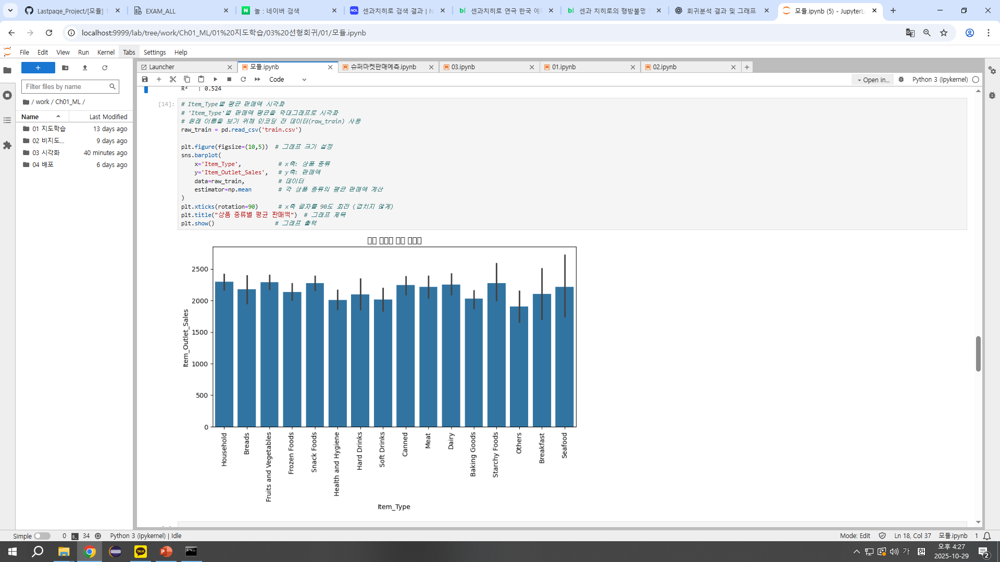 Lastpage_Project/[모듈] 1
EXAM_ALL
놀 : 네이버 검색
센과치히로 검색 결과 | N
센과치히로 연극 한국 예매
센과 치히로의 행방불명
회귀분석 결과 및 그래프
모듈.ipynb (5) - JupyterLa
localhost:9999/lab/tree/work/Ch01_ML/01%20지도학습/03%20선형회귀/01/모듈.ipynb
File Edit View Run Kernel Tabs Settings Help
Launcher
모듈.ipynb
슈퍼마켓판매예측.ipynb
03.ipynb
01.ipynb
02.ipynb
Code
Open in...
Python 3 (ipykernel)
Filter files by name
/ work / Ch01_ML /
Name Last Modified
01 지도학습 13 days ago
02 비지도... 9 days ago
03 시각화 40 minutes ago
04 배포 6 days ago
R² : 0.524
[14]:
# Item_Type별 평균 판매액 시각화
# 'Item_Type'별 판매액 평균을 막대그래프로 시각화
# 원래 이름을 보기 위해 인코딩 전 데이터(raw_train) 사용
raw_train = pd.read_csv('train.csv')
plt.figure(figsize=(10,5)) # 그래프 크기 설정
sns.barplot(
x='Item_Type', # x축: 상품 종류
y='Item_Outlet_Sales', # y축: 판매액
data=raw_train, # 데이터
estimator=np.mean # 각 상품 종류의 평균 판매액 계산
)
plt.xticks(rotation=90) # x축 글자를 90도 회전 (겹치지 않게)
plt.title("상품 종류별 평균 판매액") # 그래프 제목
plt.show() # 그래프 출력
2500
2000
1500
1000
500
0
Item_Outlet_Sales
Household
Breads
Fruits and Vegetables
Frozen Foods
Snack Foods
Health and Hygiene
Hard Drinks
Soft Drinks
Canned
Meat
Dairy
Baking Goods
Starchy Foods
Others
Breakfast
Seafood
Item_Type
Simple 0 34 Python 3 (ipykernel) | Idle
Mode: Edit Ln 18, Col 37 모듈.ipynb 1
가 한
오후 4:27
2025-10-29
2